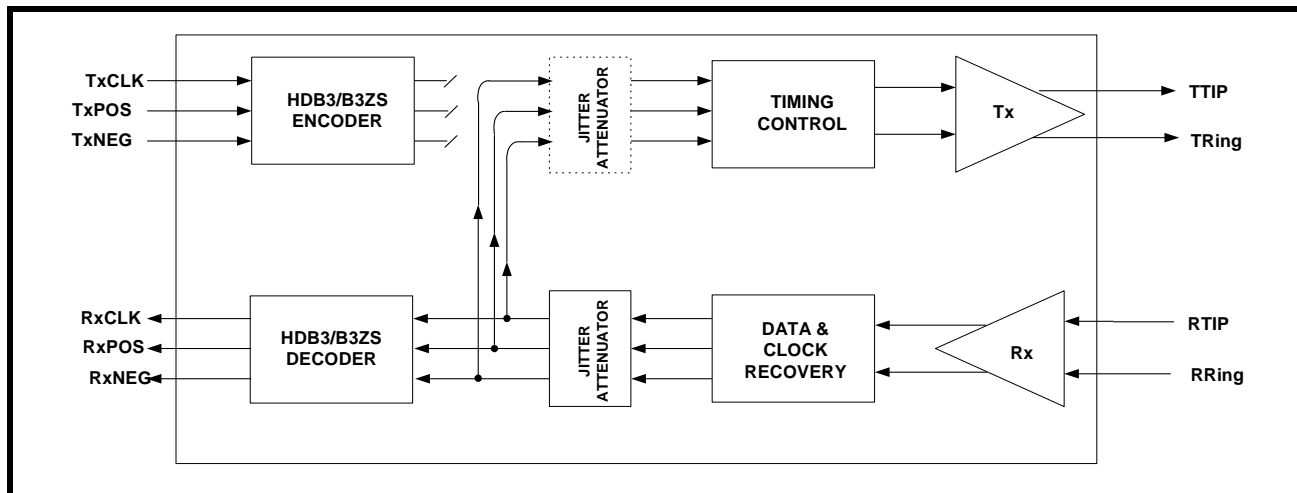 TxCLK
TxPOS
TxNEG
HDB3/B3ZS
ENCODER
JITTER
ATTENUATOR
TIMING
CONTROL
Tx
TTIP
TRing
RxCLK
RxPOS
RxNEG
HDB3/B3ZS
DECODER
JITTER
ATTENUATOR
DATA &
CLOCK
RECOVERY
Rx
RTIP
RRing